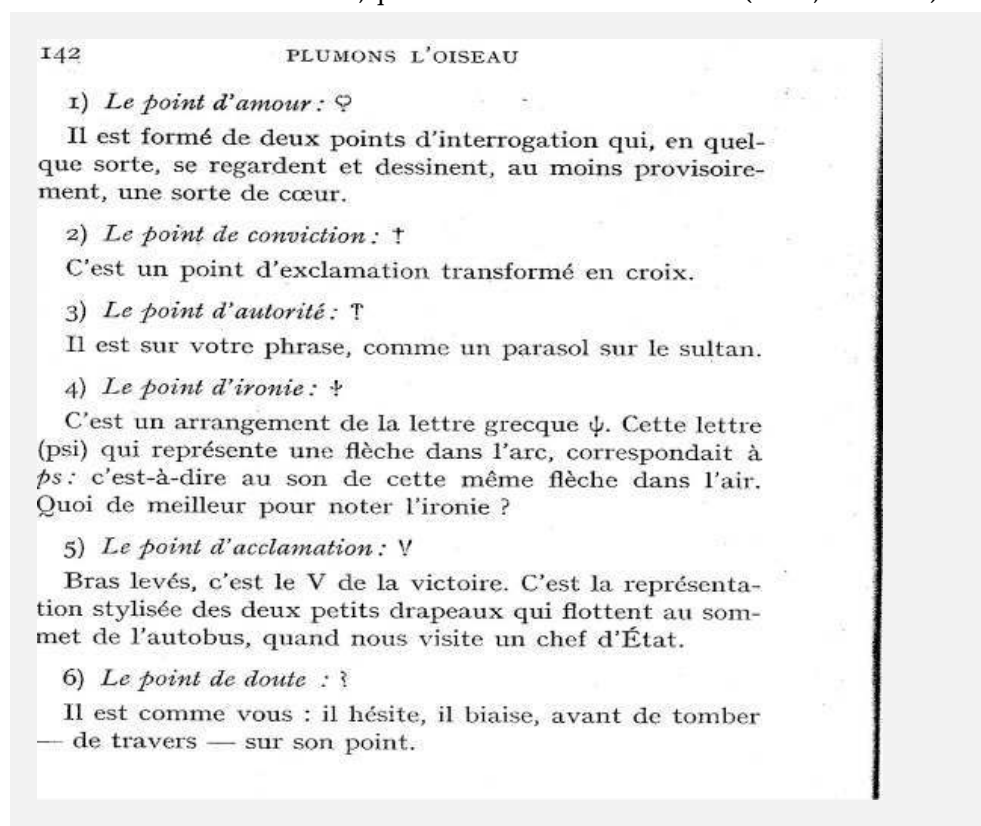 142 PLUMONS L'OISEAU
1) Le point d'amour :
Il est formé de deux points d'interrogation qui, en quel-
que sorte, se regardent et dessinent, au moins provisoire-
ment, une sorte de cœur.
2) Le point de conviction : †
C'est un point d'exclamation transformé en croix.
3) Le point d'autorité :
Il est sur votre phrase, comme un parasol sur le sultan.
4) Le point d'ironie :
C'est un arrangement de la lettre grecque ψ. Cette lettre
(psi) qui représente une flèche dans l'arc, correspondait à
ps : c'est-à-dire au son de cette même flèche dans l'air.
Quoi de meilleur pour noter l'ironie ?
5) Le point d'acclamation :
Bras levés, c'est le V de la victoire. C'est la représenta-
tion stylisée des deux petits drapeaux qui flottent au som-
met de l'autobus, quand nous visite un chef d'État.
6) Le point de doute :
Il est comme vous : il hésite, il biaise, avant de tomber
— de travers — sur son point.